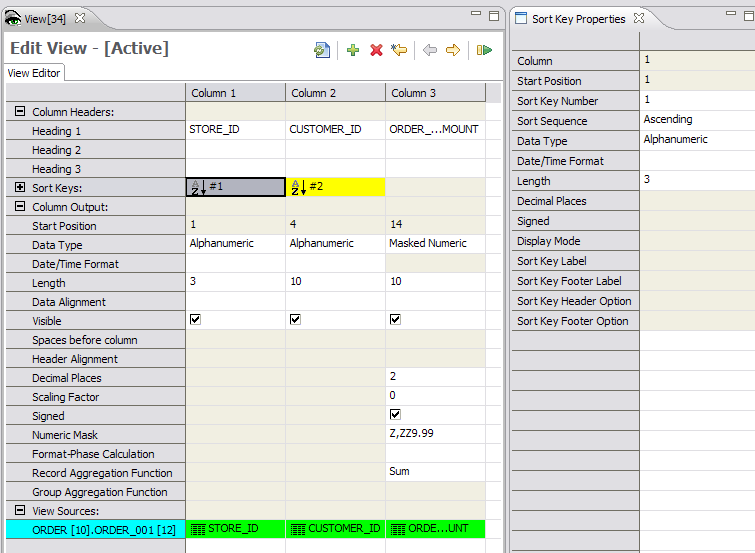 View[34]
Edit View - [Active]
View Editor
Column 1 Column 2 Column 3
Column Headers:
Heading 1 STORE_ID CUSTOMER_ID ORDER_...MOUNT
Heading 2
Heading 3
Sort Keys: #1 #2
Column Output:
Start Position 1 4 14
Data Type Alphanumeric Alphanumeric Masked Numeric
Date/Time Format
Length 3 10 10
Data Alignment
Visible
Spaces before column
Header Alignment
Decimal Places 2
Scaling Factor 0
Signed
Numeric Mask Z,ZZ9.99
Format-Phase Calculation
Record Aggregation Function Sum
Group Aggregation Function
View Sources:
ORDER [10].ORDER_001 [12] STORE_ID CUSTOMER_ID ORDE...UNT
Sort Key Properties
Column 1
Start Position 1
Sort Key Number 1
Sort Sequence Ascending
Data Type Alphanumeric
Date/Time Format
Length 3
Decimal Places
Signed
Display Mode
Sort Key Label
Sort Key Footer Label
Sort Key Header Option
Sort Key Footer Option